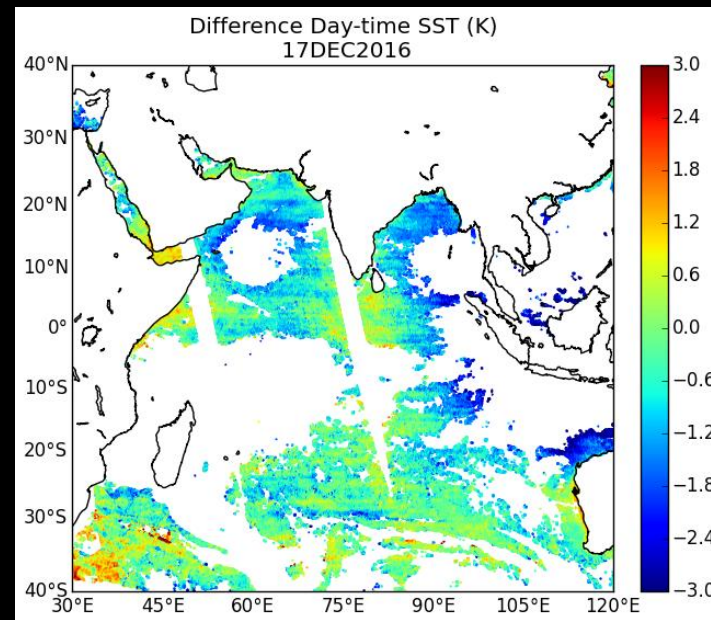 Difference Day-time SST (K)
17DEC2016
40°N
30°N
20°N
10°N
0°
10°S
20°S
30°S
40°S
30°E 45°E 60°E 75°E 90°E 105°E 120°E
3.0
2.4
1.8
1.2
0.6
0.0
−0.6
−1.2
−1.8
−2.4
−3.0